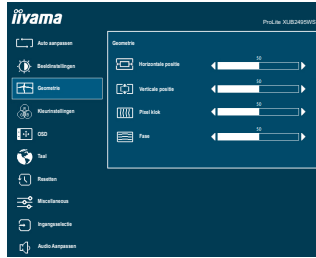 iiyama
ProLite XUB2495WS
Auto aanpassen
Beeldinstellingen
Geometrie
Kleurinstellingen
OSD
Taal
Resetten
Miscellaneous
Ingangsselectie
Audio Aanpassen
Geometrie
Horizontale positie
50
Verticale positie
50
Pixel klok
50
Fase
50